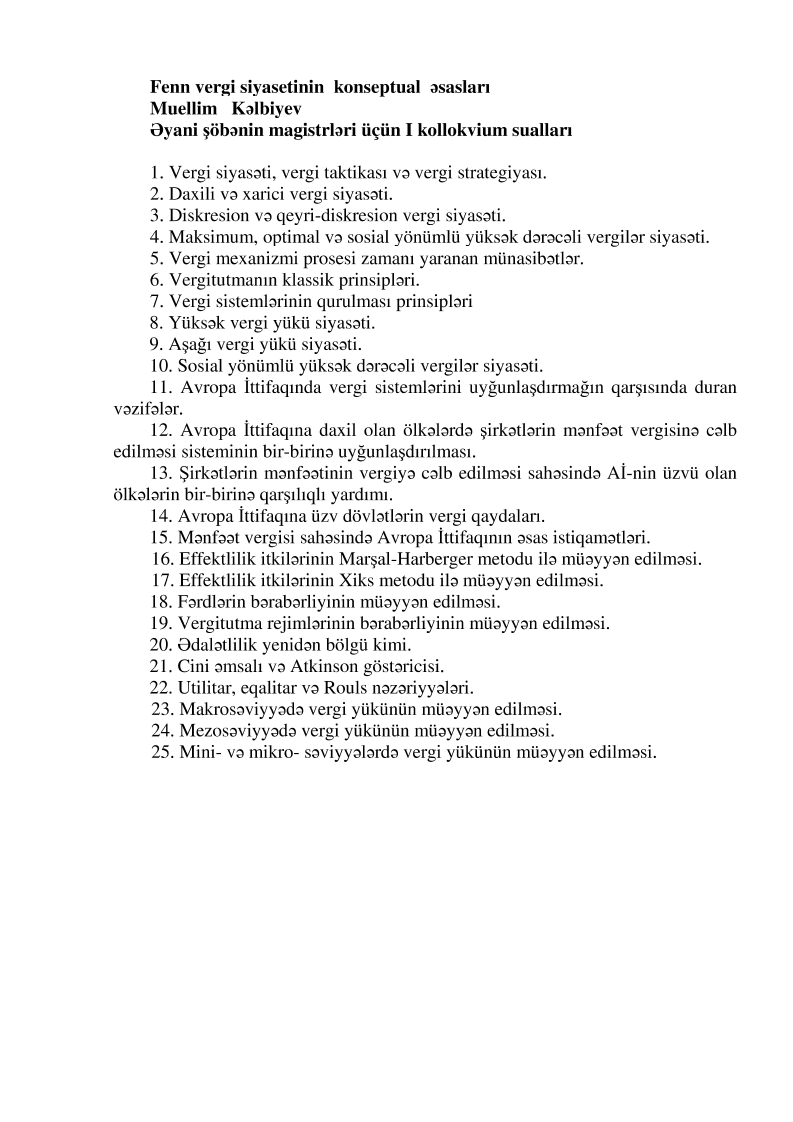 Fenn vergi siyasetinin konseptual əsasları
Muellim Kəlbiyev
Əyani şöbənin magistrləri üçün I kollokvium sualları
1. Vergi siyasəti, vergi taktikası və vergi strategiyası.
2. Daxili və xarici vergi siyasəti.
3. Diskresion və qeyri-diskresion vergi siyasəti.
4. Maksimum, optimal və sosial yönümlü yüksək dərəcəli vergilər siyasəti.
5. Vergi mexanizmi prosesi zamanı yaranan münasibətlər.
6. Vergitutmanın klassik prinsipləri.
7. Vergi sistemlərinin qurulması prinsipləri
8. Yüksək vergi yükü siyasəti.
9. Aşağı vergi yükü siyasəti.
10. Sosial yönümlü yüksək dərəcəli vergilər siyasəti.
11. Avropa İttifaqında vergi sistemlərini uyğunlaşdırmağın qarşısında duran
vəzifələr.
12. Avropa İttifaqına daxil olan ölkələrdə şirkətlərin mənfəət vergisinə cəlb
edilməsi sisteminin bir-birinə uyğunlaşdırılması.
13. Şirkətlərin mənfəətinin vergiyə cəlb edilməsi sahəsində Aİ-nin üzvü olan
ölkələrin bir-birinə qarşılıqlı yardımı.
14. Avropa İttifaqına üzv dövlətlərin vergi qaydaları.
15. Mənfəət vergisi sahəsində Avropa İttifaqının əsas istiqamətləri.
16. Effektlilik itkilərinin Marşal-Harberger metodu ilə müəyyən edilməsi.
17. Effektlilik itkilərinin Xiks metodu ilə müəyyən edilməsi.
18. Fərdlərin bərabərliyinin müəyyən edilməsi.
19. Vergitutma rejimlərinin bərabərliyinin müəyyən edilməsi.
20. Ədalətlilik yenidən bölgü kimi.
21. Cini əmsalı və Atkinson göstəricisi.
22. Utilitar, eqalitar və Rouls nəzəriyyələri.
23. Makrosəviyyədə vergi yükünün müəyyən edilməsi.
24. Mezosəviyyədə vergi yükünün müəyyən edilməsi.
25. Mini- və mikro- səviyyələrdə vergi yükünün müəyyən edilməsi.